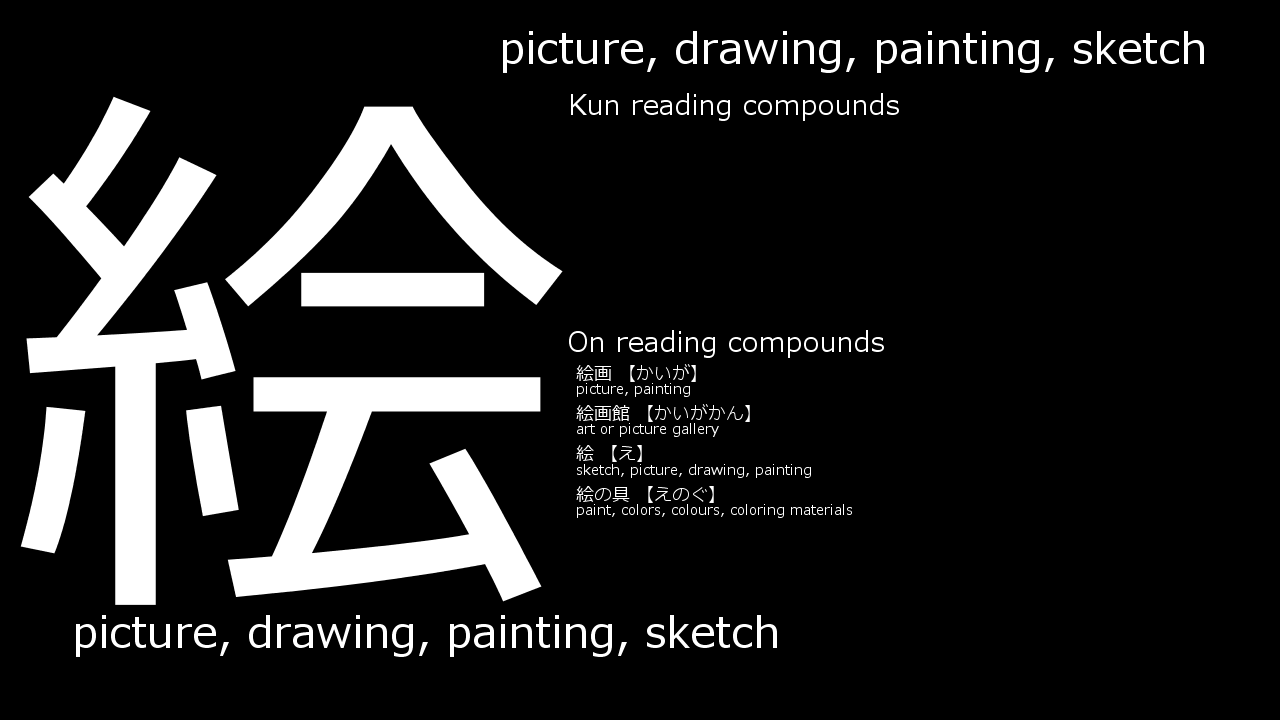 picture, drawing, painting, sketch
Kun reading compounds
絵
On reading compounds
絵画 【かいが】
picture, painting
絵画館 【かいがかん】
art or picture gallery
絵 【え】
sketch, picture, drawing, painting
絵の具 【えのぐ】
paint, colors, colours, coloring materials
picture, drawing, painting, sketch